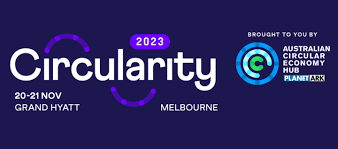 2023
Circularity
20-21 NOV
GRAND HYATT
MELBOURNE
BROUGHT TO YOU BY
AUSTRALIAN
CIRCULAR
ECONOMY
HUB
PLANET ARK